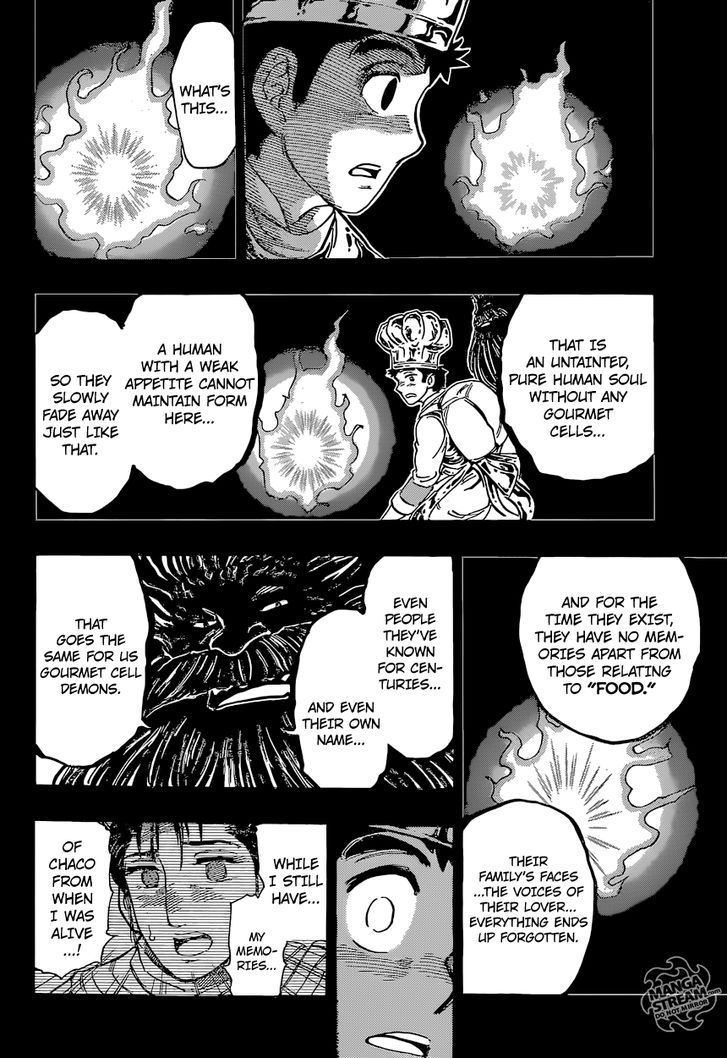 WHAT'S
THIS...
THAT IS
AN UNTAINTED,
PURE HUMAN SOUL
WITHOUT ANY
GOURMET
CELLS...
A HUMAN
WITH A WEAK
APPETITE CANNOT
MAINTAIN FORM
HERE...
SO THEY
SLOWLY
FADE AWAY
JUST LIKE
THAT.
AND FOR THE
TIME THEY EXIST,
THEY HAVE NO MEM-
ORIES APART FROM
THOSE RELATING
TO "FOOD."
THEIR
FAMILY'S FACES
...THE VOICES OF
THEIR LOVER...
EVERYTHING ENDS
UP FORGOTTEN.
EVEN
PEOPLE
THEY'VE
KNOWN
FOR CEN-
TURIES...
AND EVEN
THEIR OWN
NAME...
THAT
GOES THE
SAME FOR US
GOURMET CELL
DEMONS.
WHILE
I STILL
HAVE...
MY
MEMO-
RIES...
OF
CHACO
FROM
WHEN
I WAS
ALIVE
...!
MANGA
STREAM.com
DO NOT MIRROR